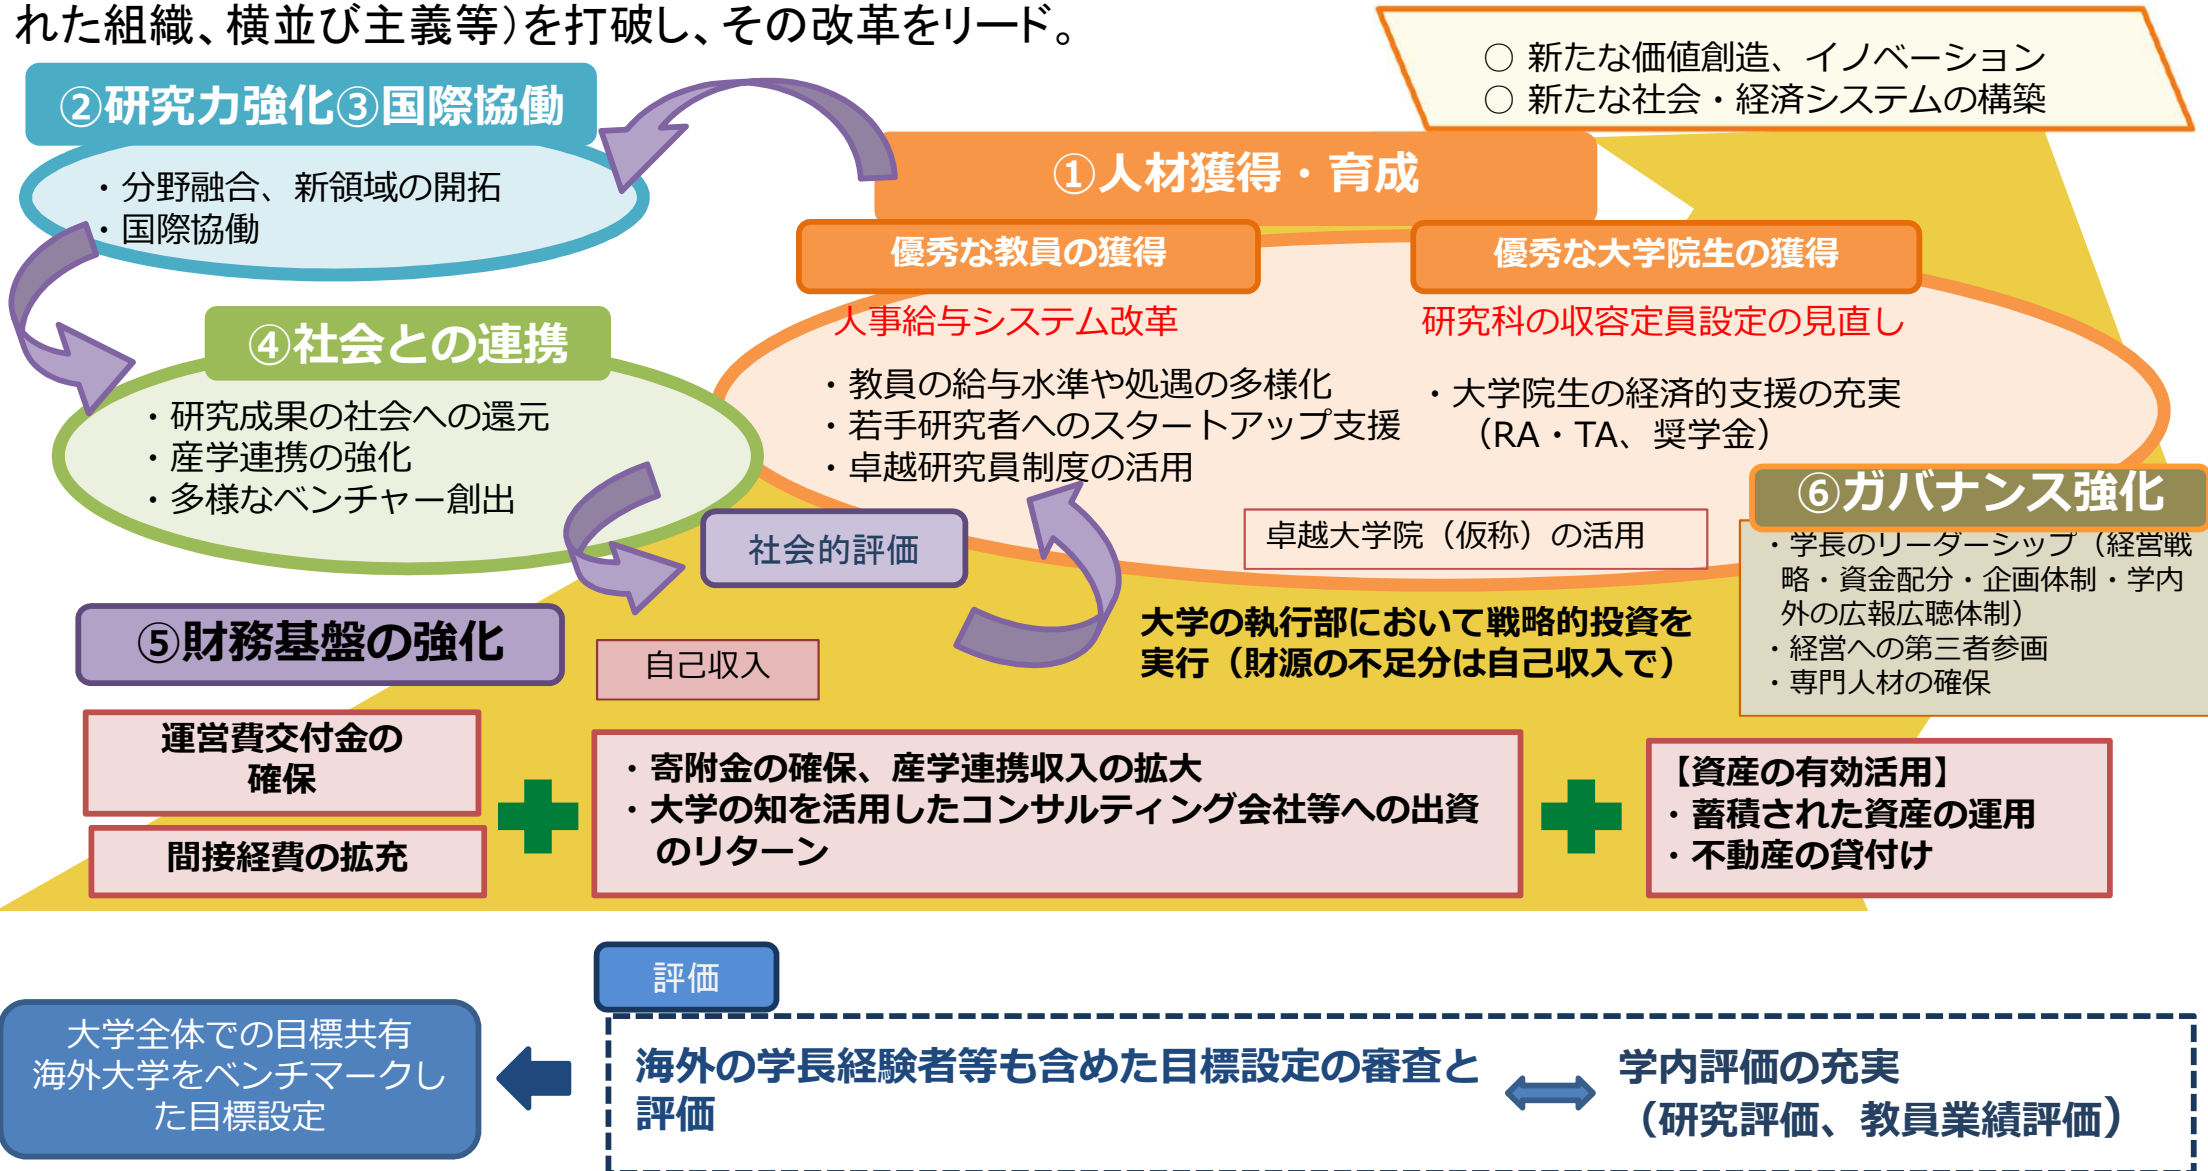 れた組織、横並び主義等)を打破し、その改革をリード。
○ 新たな価値創造、イノベーション
○ 新たな社会・経済システムの構築
②研究力強化③国際協働
・分野融合、新領域の開拓
・国際協働
①人材獲得・育成
優秀な教員の獲得
人事給与システム改革
・教員の給与水準や処遇の多様化
・若手研究者へのスタートアップ支援
・卓越研究員制度の活用
優秀な大学院生の獲得
研究科の収容定員設定の見直し
・大学院生の経済的支援の充実
（RA・TA、奨学金）
卓越大学院（仮称）の活用
④社会との連携
・研究成果の社会への還元
・産学連携の強化
・多様なベンチャー創出
社会的評価
⑥ガバナンス強化
・学長のリーダーシップ（経営戦
略・資金配分・企画体制・学内
外の広報広聴体制）
・経営への第三者参画
・専門人材の確保
⑤財務基盤の強化
自己収入
大学の執行部において戦略的投資を
実行（財源の不足分は自己収入で）
運営費交付金の
確保
間接経費の拡充
・寄附金の確保、産学連携収入の拡大
・大学の知を活用したコンサルティング会社等への出資
のリターン
【資産の有効活用】
・蓄積された資産の運用
・不動産の貸付け
評価
大学全体での目標共有
海外大学をベンチマークし
た目標設定
海外の学長経験者等も含めた目標設定の審査と
評価
学内評価の充実
（研究評価、教員業績評価）